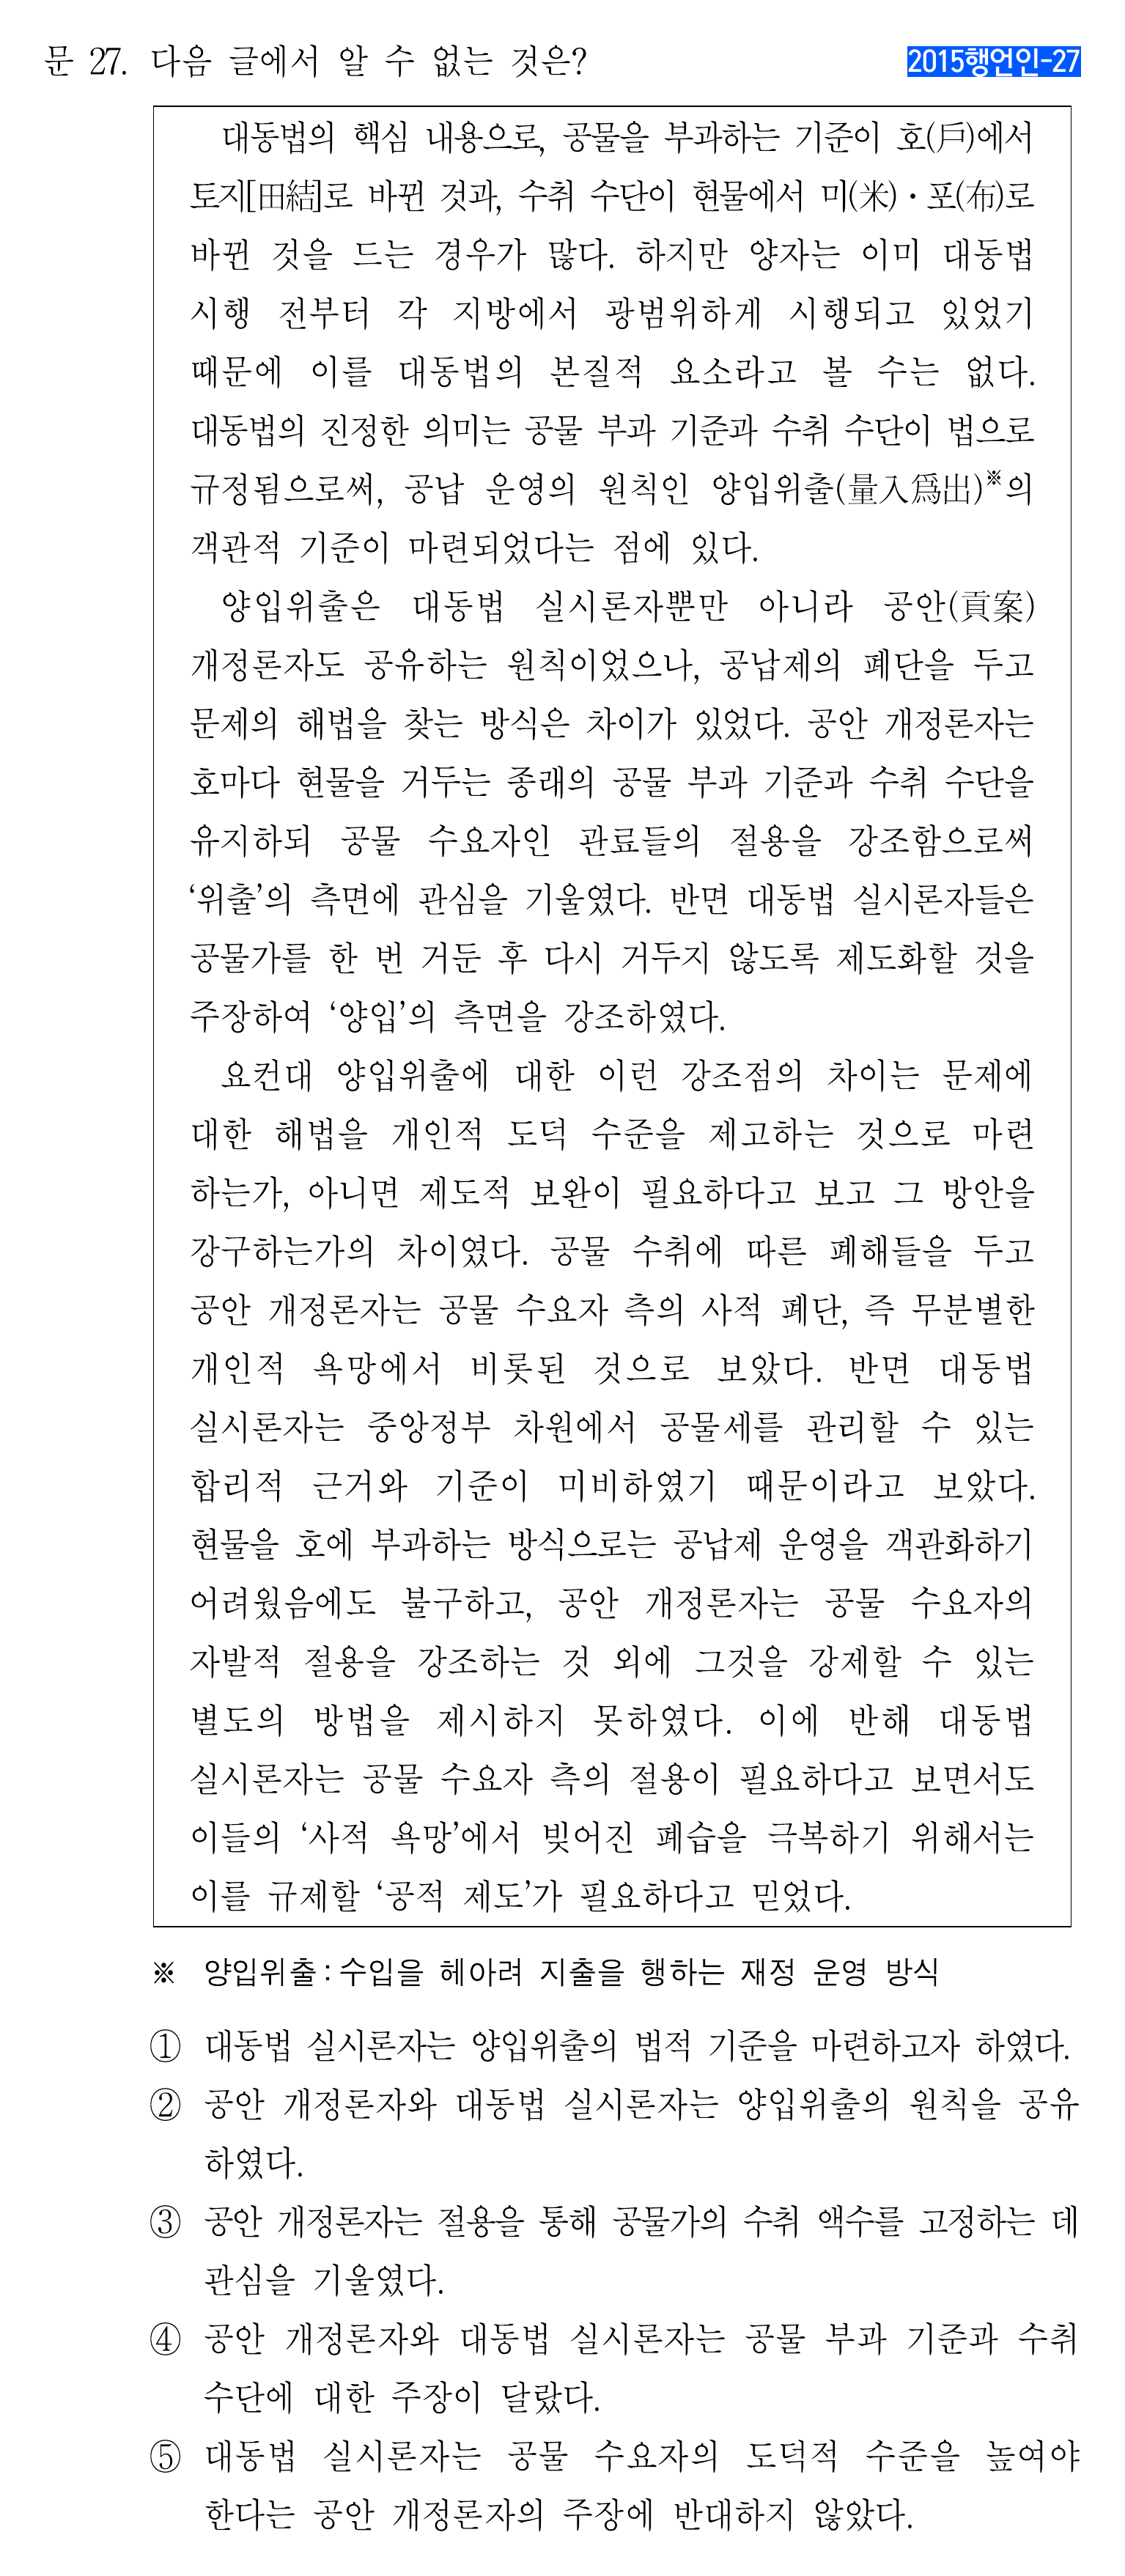 문 27. 다음 글에서 알 수 없는 것은?
2015행언인-27
대동법의 핵심 내용으로, 공물을 부과하는 기준이 호(戶)에서
토지[田結]로 바뀐 것과, 수취 수단이 현물에서 미(米)·포(布)로
바뀐 것을 드는 경우가 많다. 하지만 양자는 이미 대동법
시행 전부터 각 지방에서 광범위하게 시행되고 있었기
때문에 이를 대동법의 본질적 요소라고 볼 수는 없다.
대동법의 진정한 의미는 공물 부과 기준과 수취 수단이 법으로
규정됨으로써, 공납 운영의 원칙인 양입위출(量入爲出)※의
객관적 기준이 마련되었다는 점에 있다.
양입위출은 대동법 실시론자뿐만 아니라 공안(貢案)
개정론자도 공유하는 원칙이었으나, 공납제의 폐단을 두고
문제의 해법을 찾는 방식은 차이가 있었다. 공안 개정론자는
호마다 현물을 거두는 종래의 공물 부과 기준과 수취 수단을
유지하되 공물 수요자인 관료들의 절용을 강조함으로써
‘위출’의 측면에 관심을 기울였다. 반면 대동법 실시론자들은
공물가를 한 번 거둔 후 다시 거두지 않도록 제도화할 것을
주장하여 ‘양입’의 측면을 강조하였다.
요컨대 양입위출에 대한 이런 강조점의 차이는 문제에
대한 해법을 개인적 도덕 수준을 제고하는 것으로 마련
하는가, 아니면 제도적 보완이 필요하다고 보고 그 방안을
강구하는가의 차이였다. 공물 수취에 따른 폐해들을 두고
공안 개정론자는 공물 수요자 측의 사적 폐단, 즉 무분별한
개인적 욕망에서 비롯된 것으로 보았다. 반면 대동법
실시론자는 중앙정부 차원에서 공물세를 관리할 수 있는
합리적 근거와 기준이 미비하였기 때문이라고 보았다.
현물을 호에 부과하는 방식으로는 공납제 운영을 객관화하기
어려웠음에도 불구하고, 공안 개정론자는 공물 수요자의
자발적 절용을 강조하는 것 외에 그것을 강제할 수 있는
별도의 방법을 제시하지 못하였다. 이에 반해 대동법
실시론자는 공물 수요자 측의 절용이 필요하다고 보면서도
이들의 ‘사적 욕망’에서 빚어진 폐습을 극복하기 위해서는
이를 규제할 ‘공적 제도’가 필요하다고 믿었다.
※ 양입위출: 수입을 헤아려 지출을 행하는 재정 운영 방식
① 대동법 실시론자는 양입위출의 법적 기준을 마련하고자 하였다.
② 공안 개정론자와 대동법 실시론자는 양입위출의 원칙을 공유
하였다.
③ 공안 개정론자는 절용을 통해 공물가의 수취 액수를 고정하는 데
관심을 기울였다.
④ 공안 개정론자와 대동법 실시론자는 공물 부과 기준과 수취
수단에 대한 주장이 달랐다.
⑤ 대동법 실시론자는 공물 수요자의 도덕적 수준을 높여야
한다는 공안 개정론자의 주장에 반대하지 않았다.